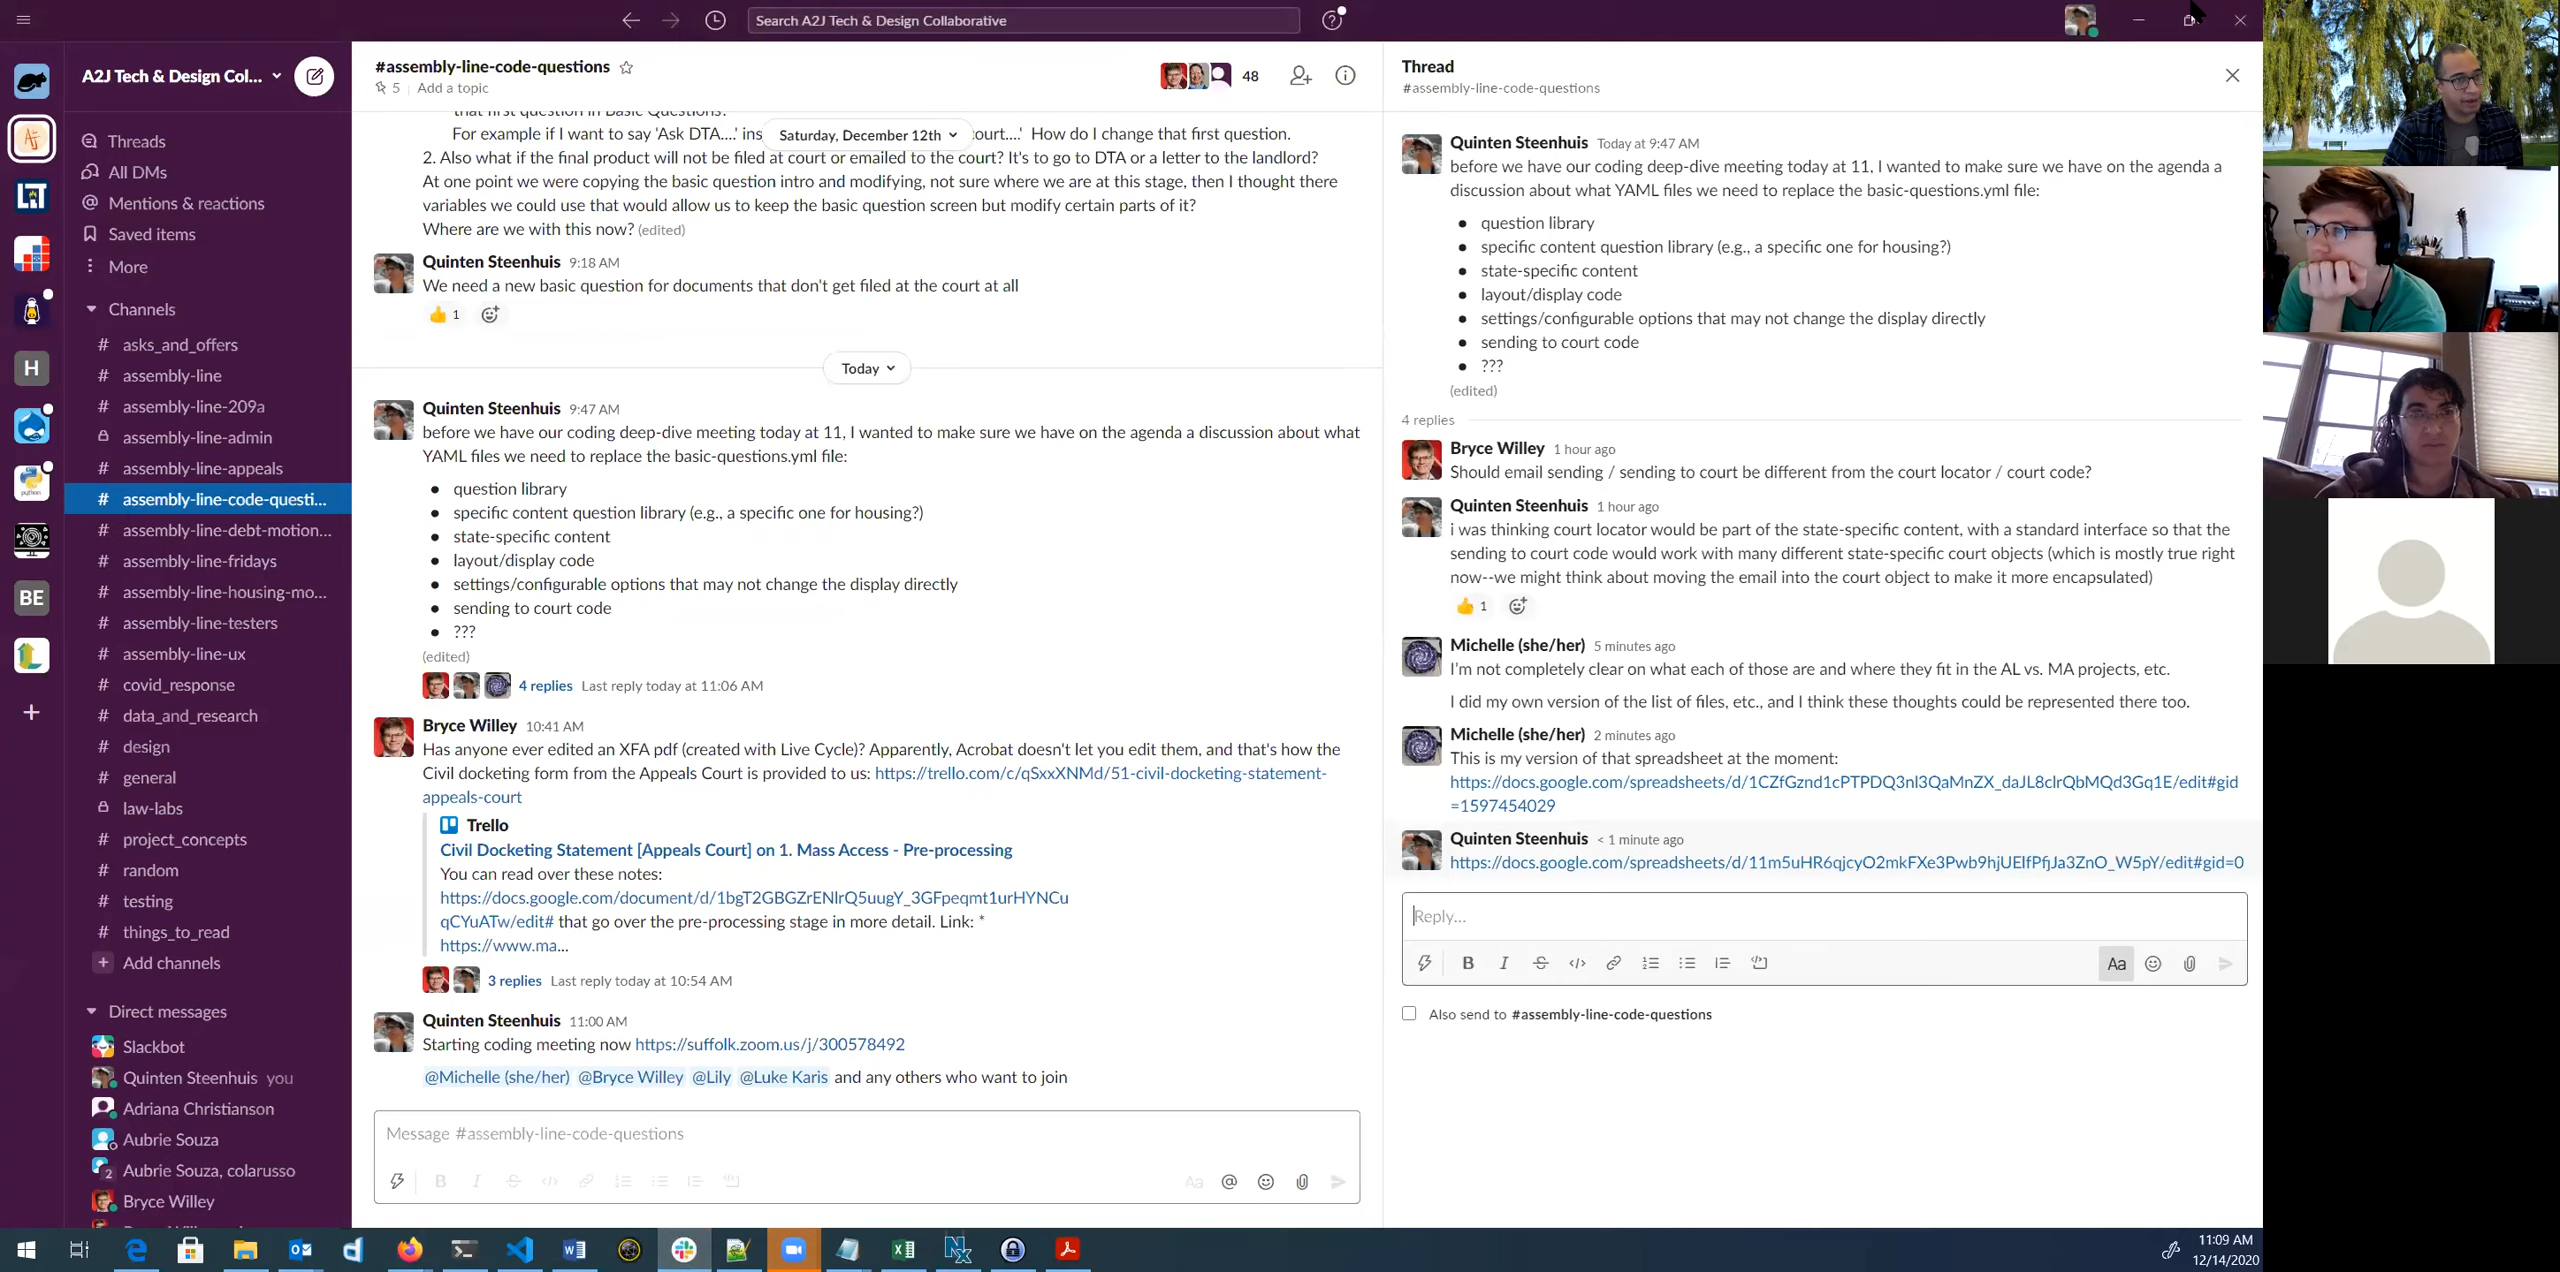 Search A2J Tech & Design Collaborative
A2J Tech & Design Col...
Threads
All DMs
Mentions & reactions
Saved items
More
Channels
# asks_and_offers
# assembly-line
# assembly-line-209a
assembly-line-admin
# assembly-line-appeals
# assembly-line-code-questi...
# assembly-line-debt-motion...
# assembly-line-fridays
# assembly-line-housing-mo...
# assembly-line-testers
# assembly-line-ux
# covid_response
# data_and_research
# design
# general
law-labs
# project_concepts
# random
# testing
# things_to_read
+ Add channels
Direct messages
Slackbot
Quinten Steenhuis you
Adriana Christianson
Aubrie Souza
2 Aubrie Souza, colarusso
Bryce Willey
LIT
H
python
BE
#assembly-line-code-questions
5 | Add a topic
48
that first question in Basic Questions?
For example if I want to say 'Ask DTA....' ins
Saturday, December 12th
ourt....' How do I change that first question.
2. Also what if the final product will not be filed at court or emailed to the court? It's to go to DTA or a letter to the landlord?
At one point we were copying the basic question intro and modifying, not sure where we are at this stage, then I thought there
variables we could use that would allow us to keep the basic question screen but modify certain parts of it?
Where are we with this now? (edited)
Quinten Steenhuis 9:18 AM
We need a new basic question for documents that don't get filed at the court at all
1
Today
Quinten Steenhuis 9:47 AM
before we have our coding deep-dive meeting today at 11, I wanted to make sure we have on the agenda a discussion about what
YAML files we need to replace the basic-questions.yml file:
• question library
• specific content question library (e.g., a specific one for housing?)
• state-specific content
• layout/display code
• settings/configurable options that may not change the display directly
• sending to court code
• ???
(edited)
4 replies Last reply today at 11:06 AM
Bryce Willey 10:41 AM
Has anyone ever edited an XFA pdf (created with Live Cycle)? Apparently, Acrobat doesn't let you edit them, and that's how the
Civil docketing form from the Appeals Court is provided to us: https://trello.com/c/qSxxXNMd/51-civil-docketing-statement-
appeals-court
Trello
Civil Docketing Statement [Appeals Court] on 1. Mass Access - Pre-processing
You can read over these notes:
https://docs.google.com/document/d/1bgT2GBGZrENlrQ5uugY_3GFpeqmt1urHYNCu
qCYuATw/edit# that go over the pre-processing stage in more detail. Link: *
https://www.ma...
3 replies Last reply today at 10:54 AM
Quinten Steenhuis 11:00 AM
Starting coding meeting now https://suffolk.zoom.us/j/300578492
@Michelle (she/her) @Bryce Willey @Lily @Luke Karis and any others who want to join
Message #assembly-line-code-questions
B I S Aa @
Thread
#assembly-line-code-questions
Quinten Steenhuis Today at 9:47 AM
before we have our coding deep-dive meeting today at 11, I wanted to make sure we have on the agenda a
discussion about what YAML files we need to replace the basic-questions.yml file:
• question library
• specific content question library (e.g., a specific one for housing?)
• state-specific content
• layout/display code
• settings/configurable options that may not change the display directly
• sending to court code
• ???
(edited)
4 replies
Bryce Willey 1 hour ago
Should email sending / sending to court be different from the court locator / court code?
Quinten Steenhuis 1 hour ago
i was thinking court locator would be part of the state-specific content, with a standard interface so that the
sending to court code would work with many different state-specific court objects (which is mostly true right
now--we might think about moving the email into the court object to make it more encapsulated)
1
Michelle (she/her) 5 minutes ago
I'm not completely clear on what each of those are and where they fit in the AL vs. MA projects, etc.
I did my own version of the list of files, etc., and I think these thoughts could be represented there too.
Michelle (she/her) 2 minutes ago
This is my version of that spreadsheet at the moment:
https://docs.google.com/spreadsheets/d/1CZfGznd1cPTPDQ3nl3QaMnZX_daJL8clrQbMQd3Gq1E/edit#gid
=1597454029
Quinten Steenhuis < 1 minute ago
https://docs.google.com/spreadsheets/d/11m5uHR6qjcyO2mkFXe3Pwb9hjUEIfPfjJa3ZnO_W5pY/edit#gid=0
Reply...
B I S Aa
Also send to #assembly-line-code-questions
11:09 AM
12/14/2020